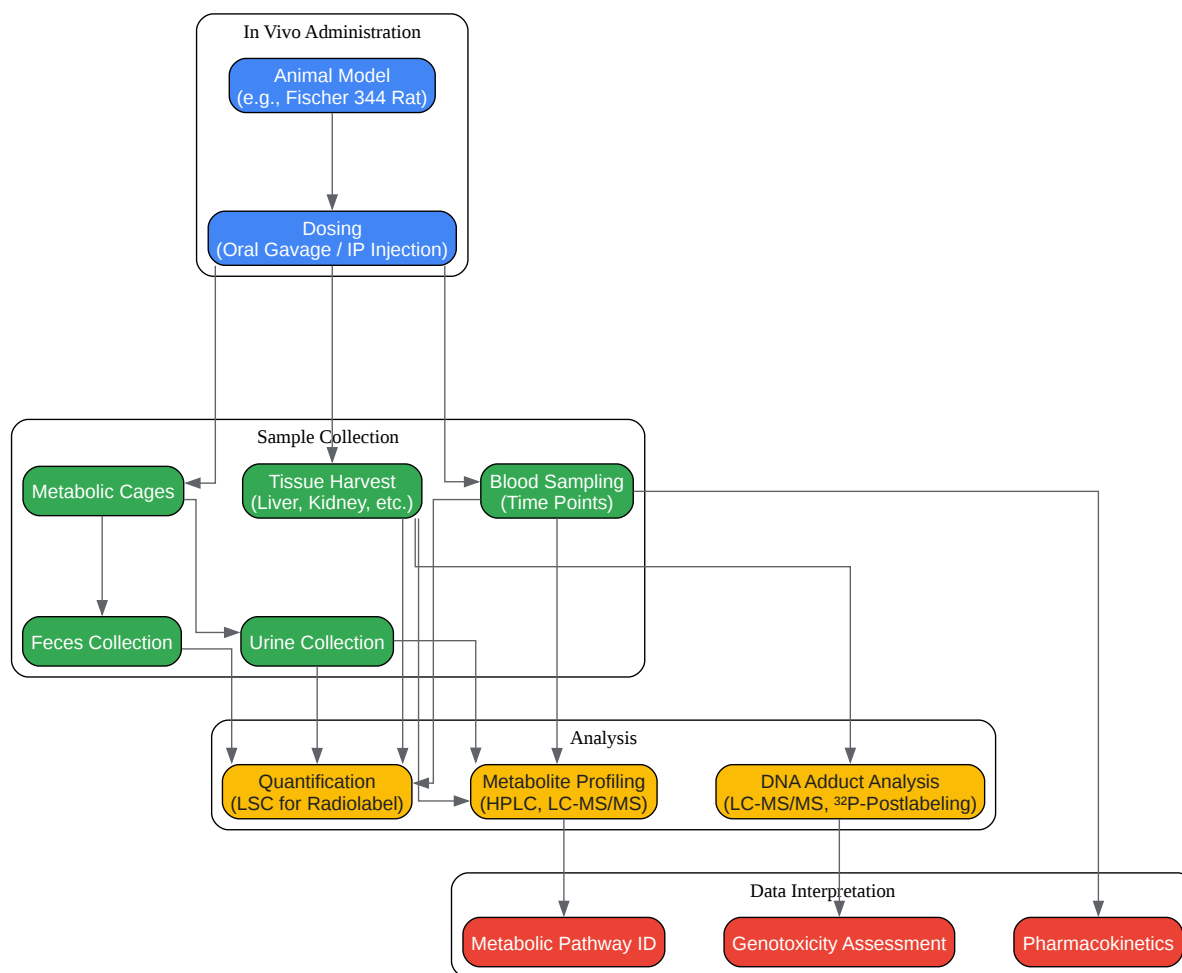 In Vivo Administration
Animal Model
(e.g., Fischer 344 Rat)
Dosing
(Oral Gavage / IP Injection)
Sample Collection
Metabolic Cages
Tissue Harvest
(Liver, Kidney, etc.)
Blood Sampling
(Time Points)
Feces Collection
Urine Collection
Analysis
Quantification
(LSC for Radiolabel)
Metabolite Profiling
(HPLC, LC-MS/MS)
DNA Adduct Analysis
(LC-MS/MS, ³²P-Postlabeling)
Data Interpretation
Metabolic Pathway ID
Genotoxicity Assessment
Pharmacokinetics